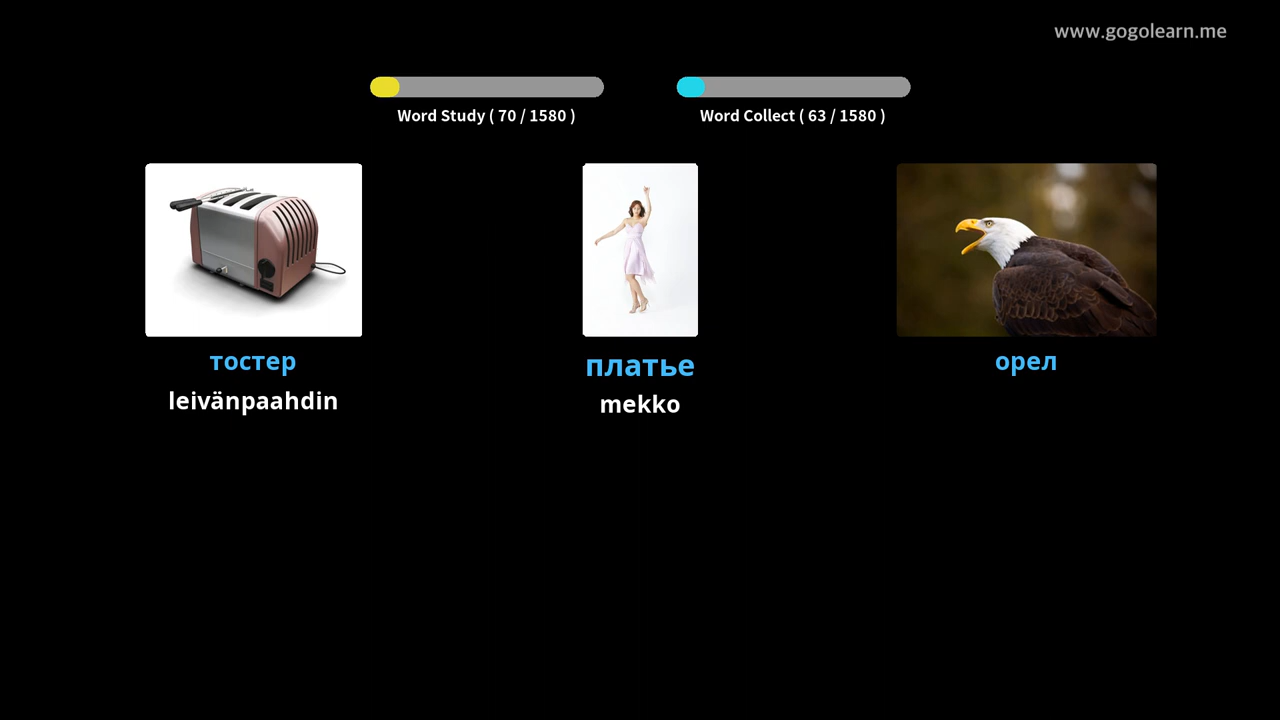 www.gogolearn.me
Word Study ( 70 / 1580 )
Word Collect ( 63 / 1580 )
тостер
платье
орел
leivänpaahdin
mekko